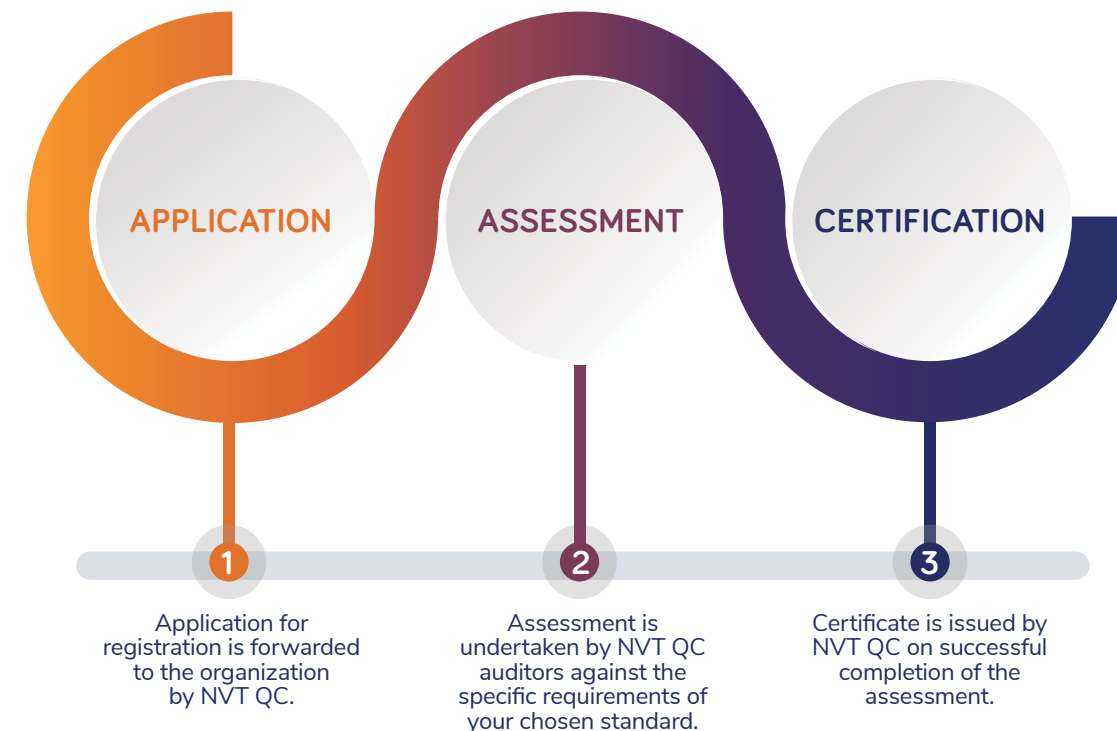 APPLICATION
ASSESSMENT
CERTIFICATION
1
2
3
Application for
registration is forwarded
to the organization
by NVT QC.
Assessment is
undertaken by NVT QC
auditors against the
specific requirements of
your chosen standard.
Certificate is issued by
NVT QC on successful
completion of the
assessment.